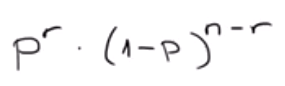 p^r · (1-p)^{n-r}